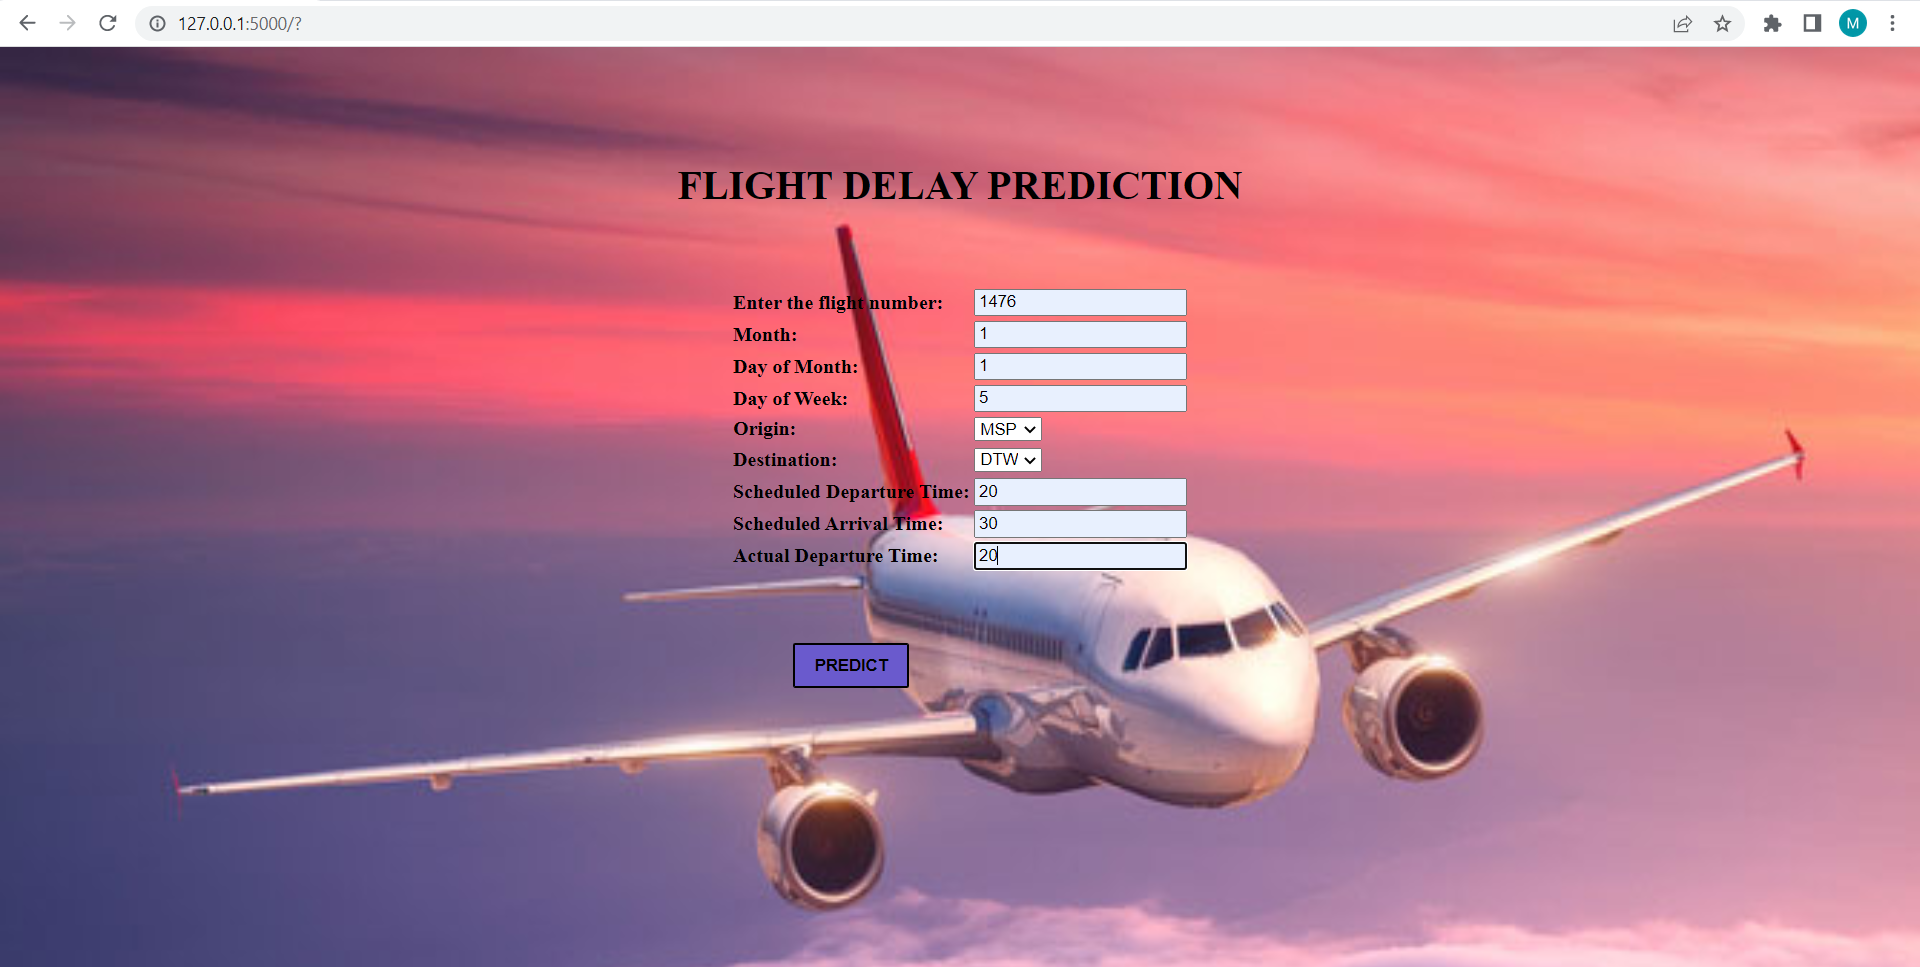 127.0.0.1:5000/?
M
FLIGHT DELAY PREDICTION
Enter the flight number: 1476
Month: 1
Day of Month: 1
Day of Week: 5
Origin: MSP
Destination: DTW
Scheduled Departure Time: 20
Scheduled Arrival Time: 30
Actual Departure Time: 20
PREDICT